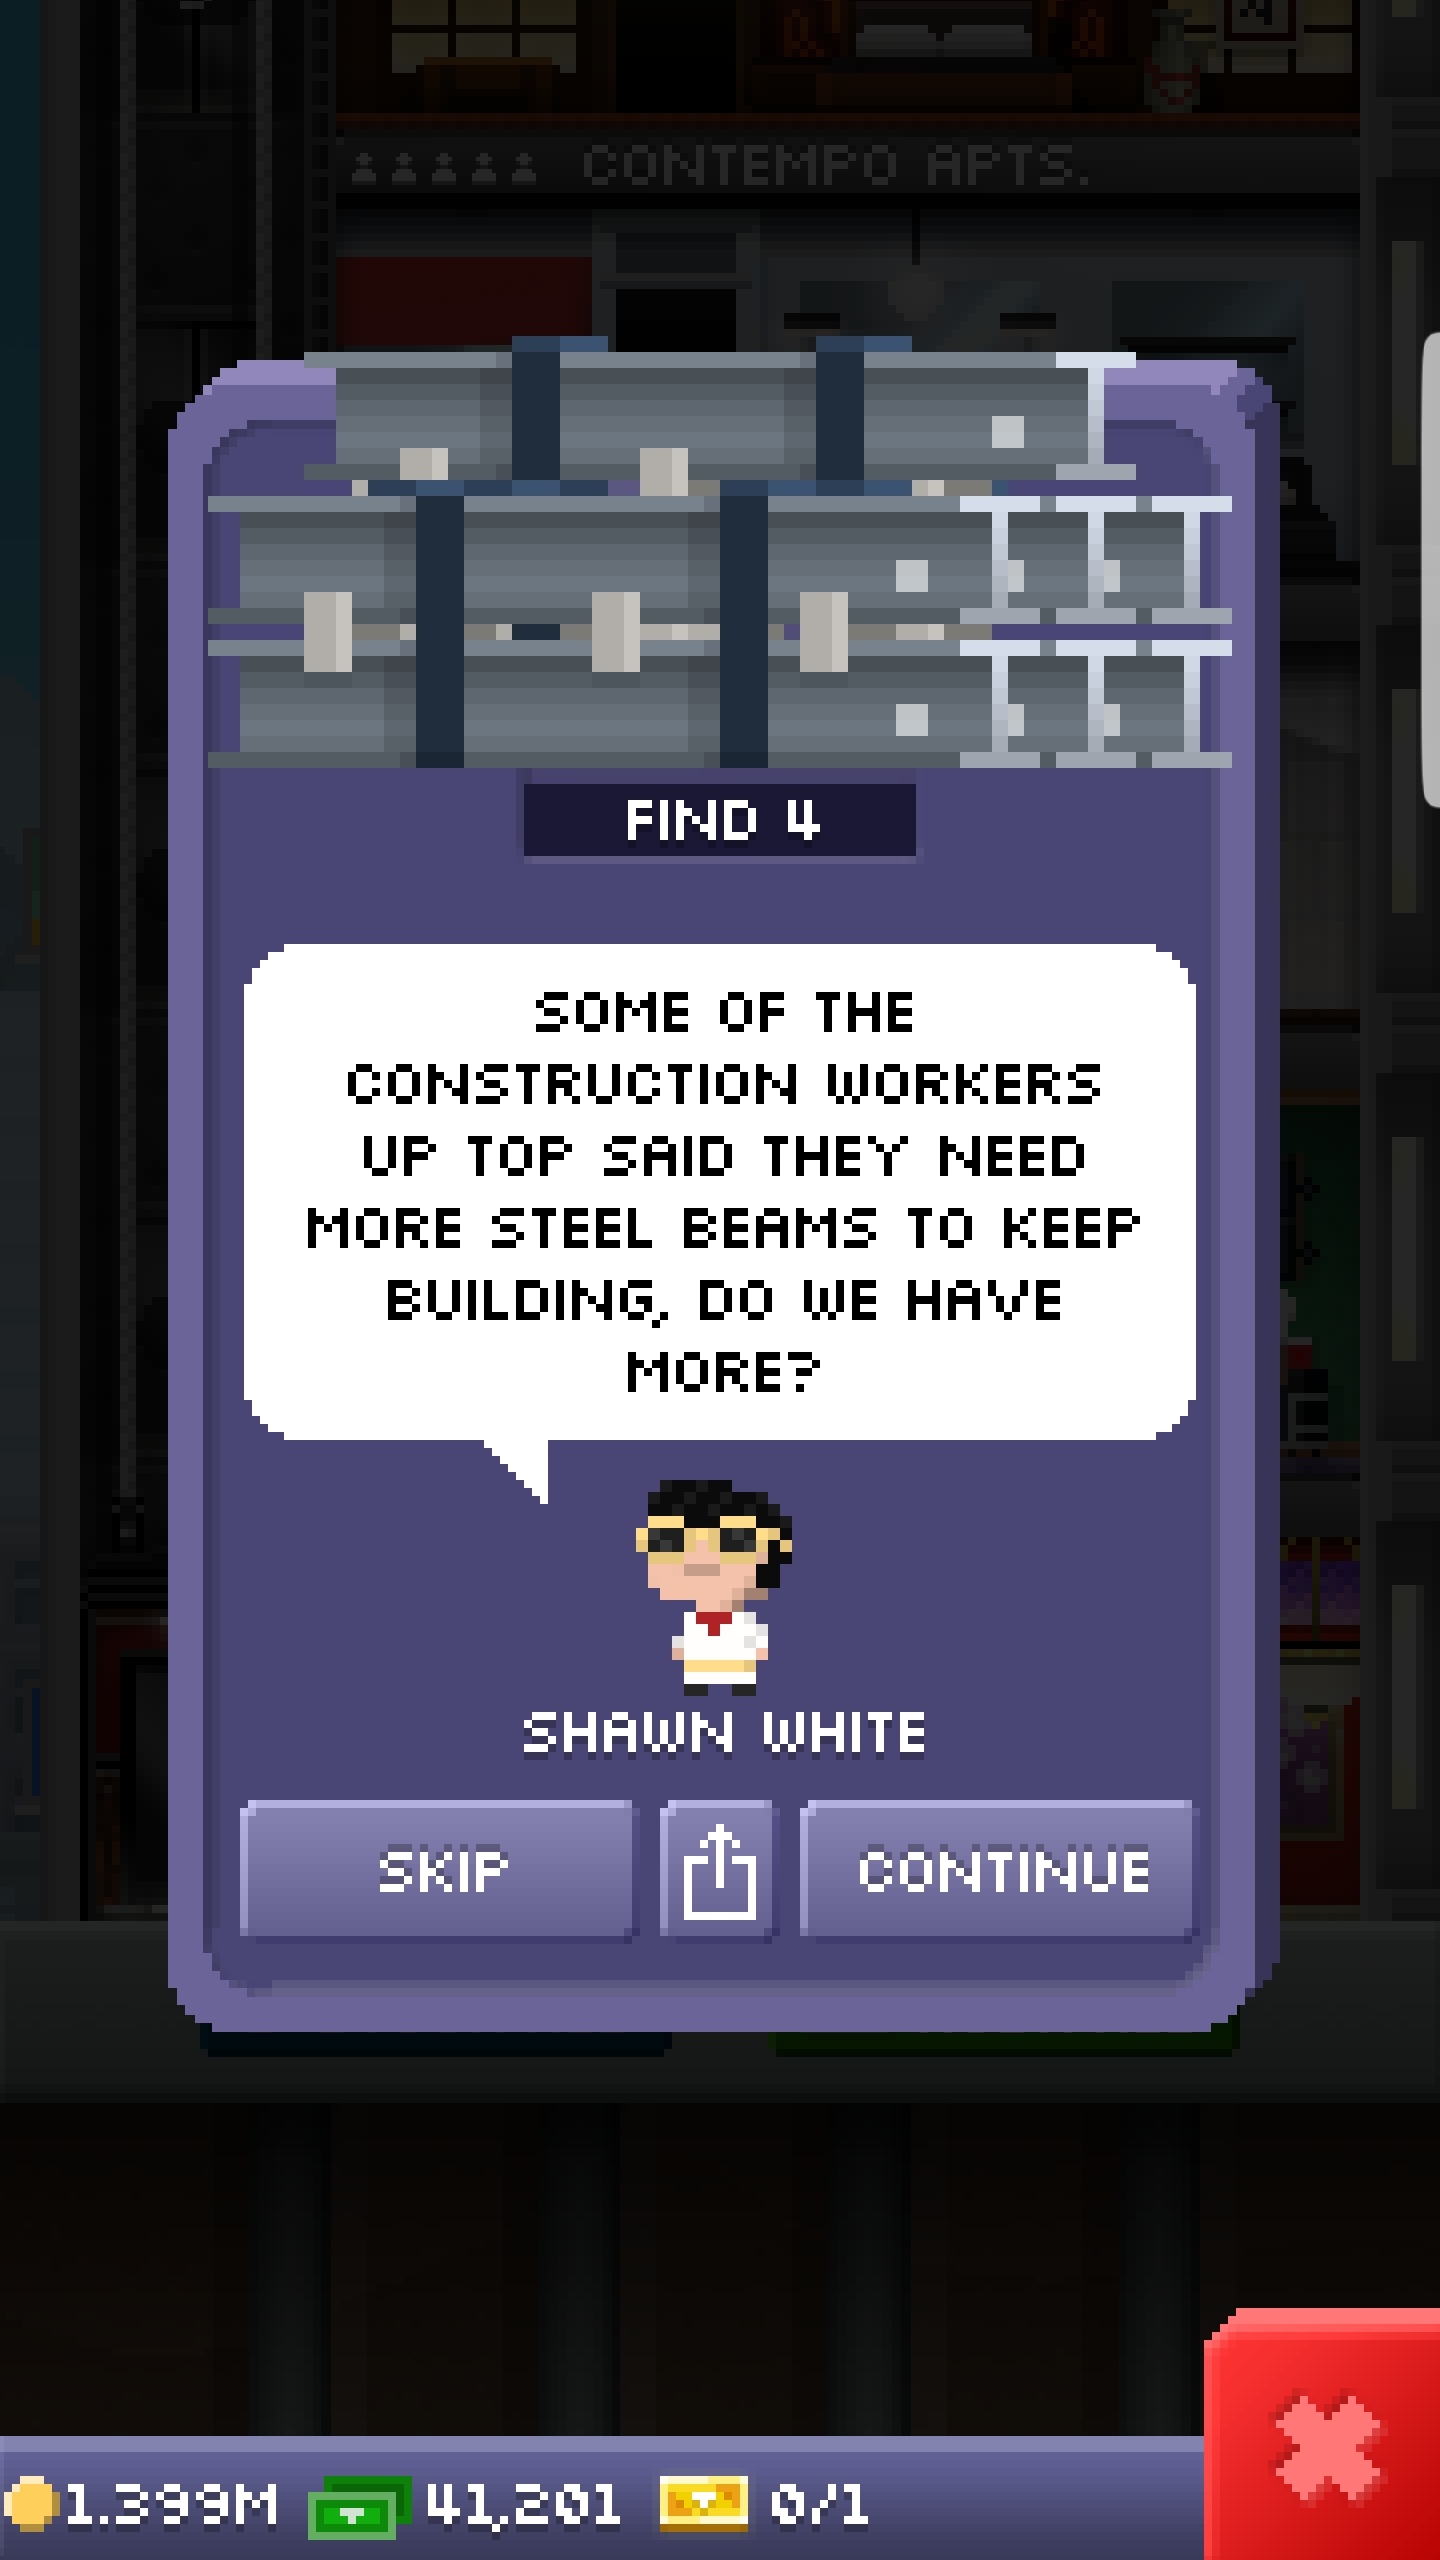 CONTEMPO APTS.
FIND 4
SOME OF THE
CONSTRUCTION WORKERS
UP TOP SAID THEY NEED
MORE STEEL BEAMS TO KEEP
BUILDING, DO WE HAVE
MORE?
SHAWN WHITE
SKIP
CONTINUE
1.399M 41,201 0/1